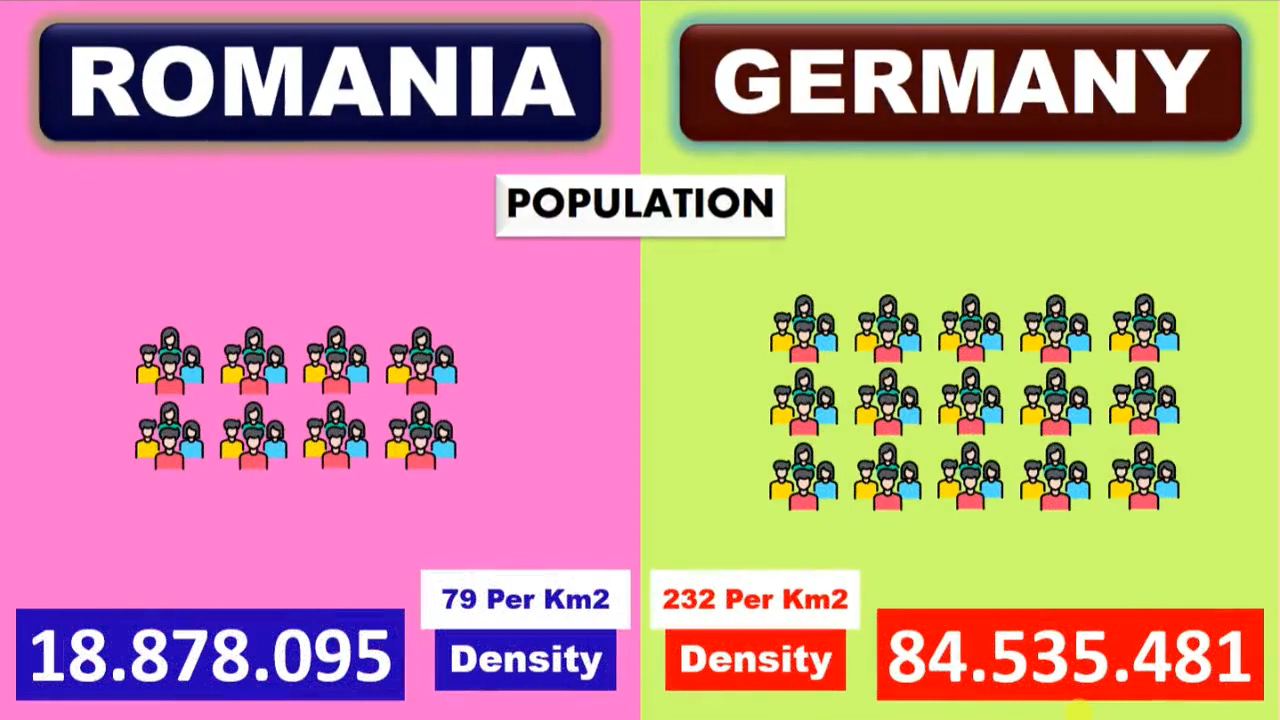 ROMANIA
GERMANY
POPULATION
79 Per Km2
232 Per Km2
18.878.095
Density
Density
84.535.481